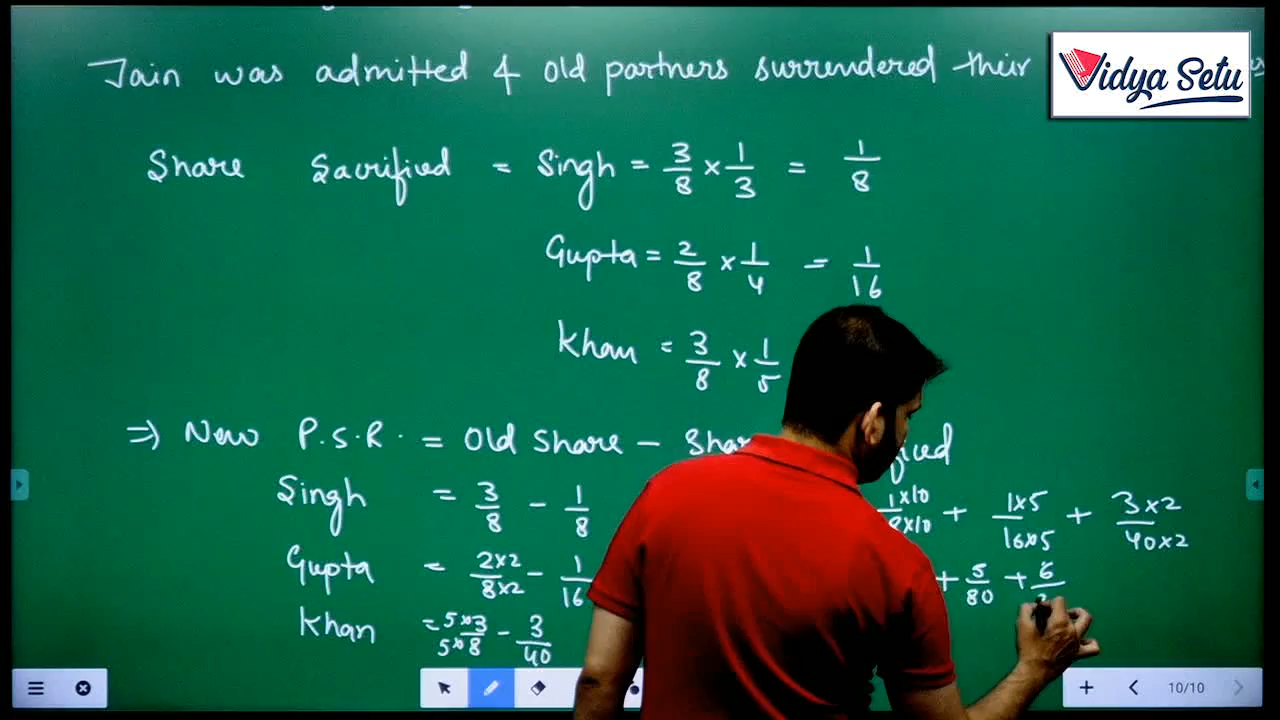 Jain was admitted & old partners surrendered their
Vidya Setu
Share Sacrified = Singh = 3/8 × 1/3 = 1/8
Gupta = 2/8 × 1/4 = 1/16
Khan = 3/8 × 1/5
⇒ New P.S.R. = Old Share –
Singh = 3/8 – 1/8 1×10/8×10 + 1×5/16×5 + 3×2/40×2
Gupta = 2×2/8×2 – 1/16 + 5/80 + 6
Khan = 5×3/5×8 – 3/40
10/10